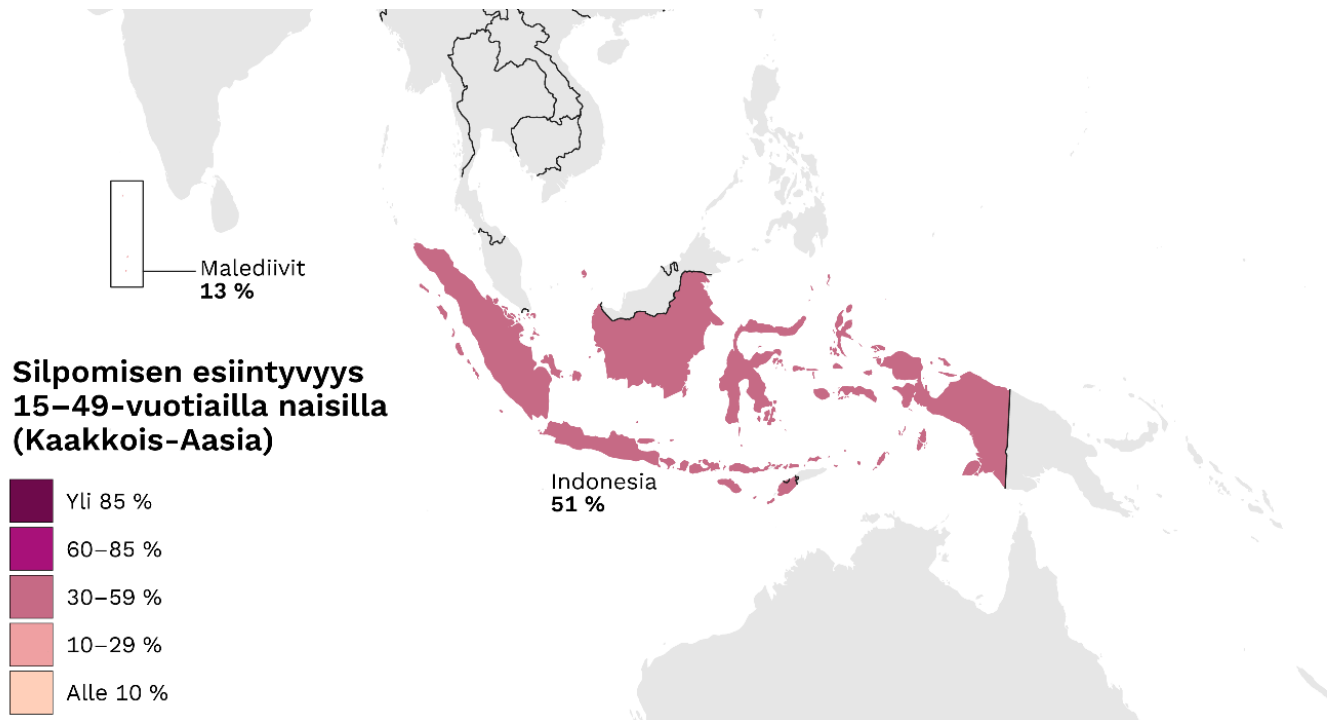 Malediivit
13 %
Silpomisen esiintyvyys
15–49-vuotiailla naisilla
(Kaakkois-Aasia)
Indonesia
51 %
Yli 85 %
60–85 %
30–59 %
10–29 %
Alle 10 %